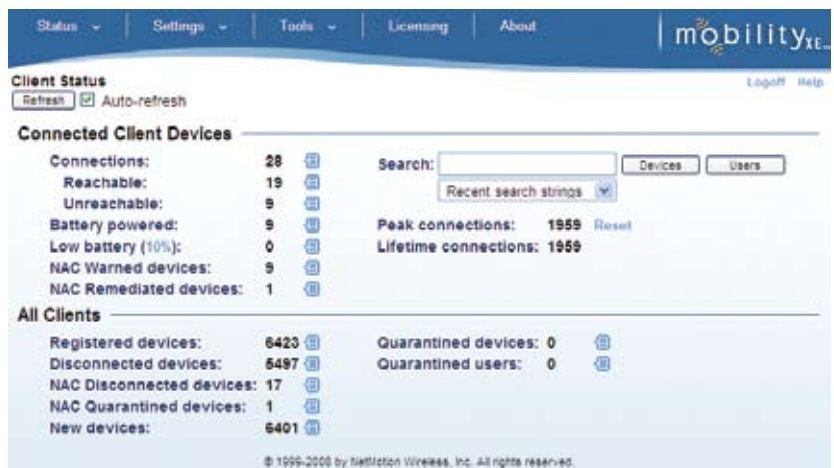 Status Settings Tools Licensing About
mobilityXE
Client Status
Logoff Help
Refresh Auto-refresh
Connected Client Devices
Connections: 28
Reachable: 19
Unreachable: 9
Battery powered: 9
Low battery (10%): 0
NAC Warned devices: 9
NAC Remediated devices: 1
Search: Devices Users
Recent search strings
Peak connections: 1959 Reset
Lifetime connections: 1959
All Clients
Registered devices: 6423
Disconnected devices: 5497
NAC Disconnected devices: 17
NAC Quarantined devices: 1
New devices: 6401
Quarantined devices: 0
Quarantined users: 0
© 1999-2008 by NetMotion Wireless, Inc. All rights reserved.